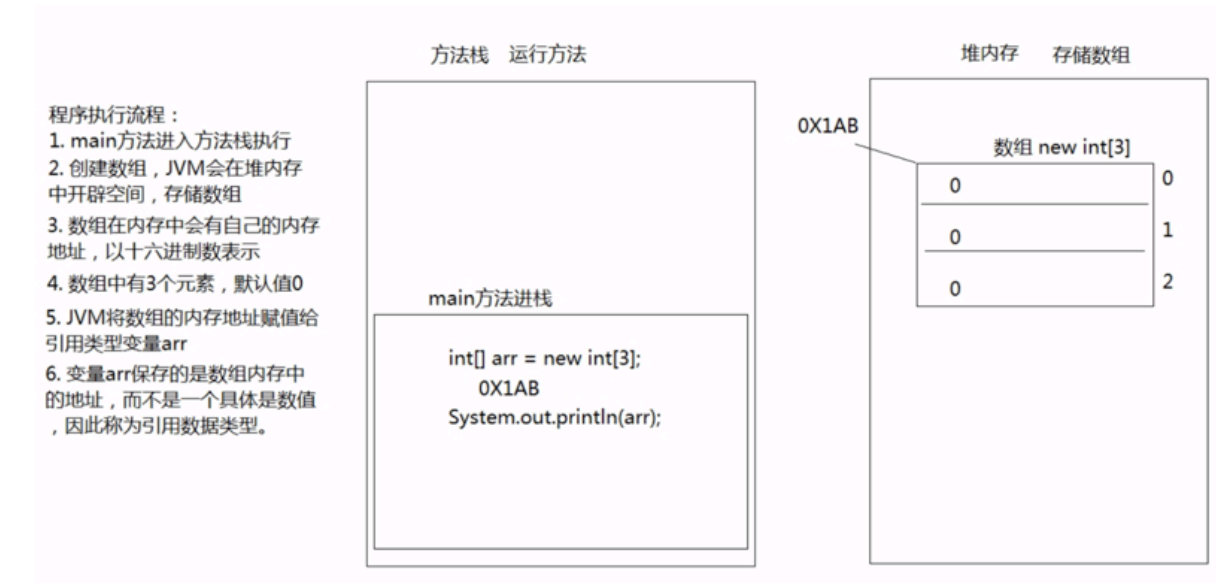 方法栈 运行方法
堆内存 存储数组
程序执行流程：
1. main方法进入方法栈执行
2. 创建数组，JVM会在堆内存
中开辟空间，存储数组
3. 数组在内存中会有自己的内存
地址，以十六进制数表示
4. 数组中有3个元素，默认值0
5. JVM将数组的内存地址赋值给
引用类型变量arr
6. 变量arr保存的是数组内存中
的地址，而不是一个具体是数值
，因此称为引用数据类型。
main方法进栈
int[] arr = new int[3];
0X1AB
System.out.println(arr);
0X1AB
数组 new int[3]
0 0
0 1
0 2